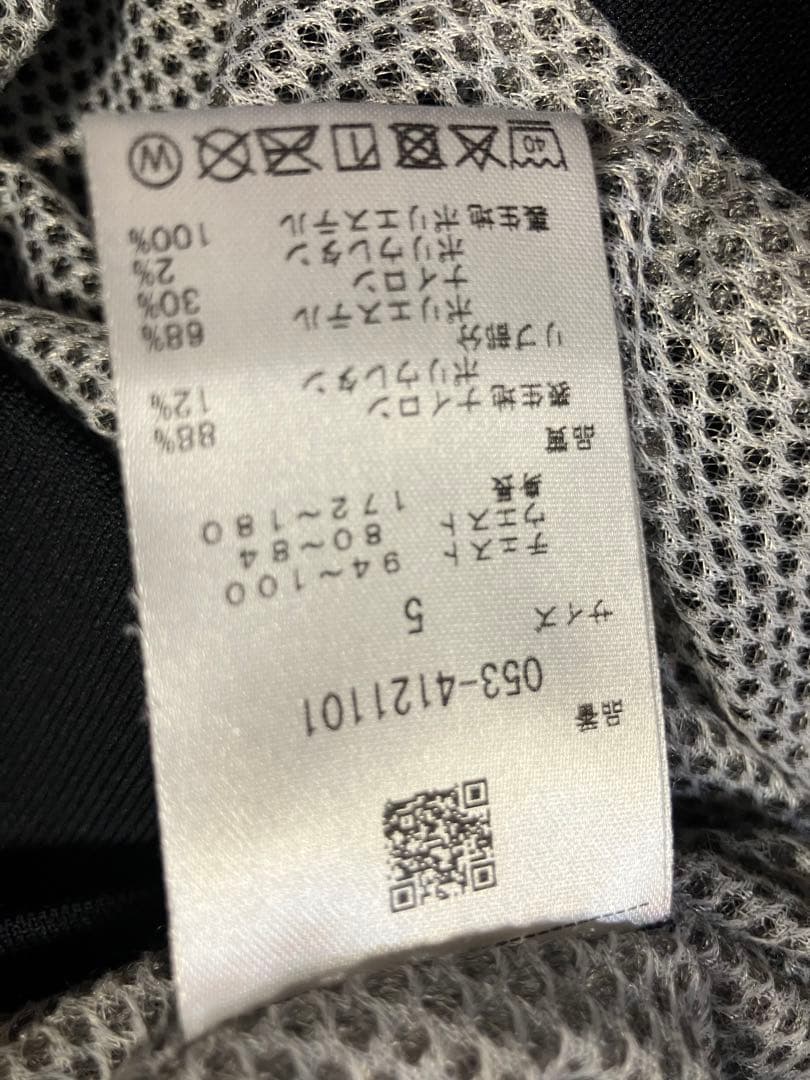 品番
053-4121101
サイズ 5
チェスト 94〜100
ウエスト 80〜84
身長 172〜180
品質
表生地 ナイロン 88%
ポリウレタン 12%
リブ部分
ポリエステル 68%
ナイロン 30%
ポリウレタン 2%
裏生地 ポリエステル 100%
40 W